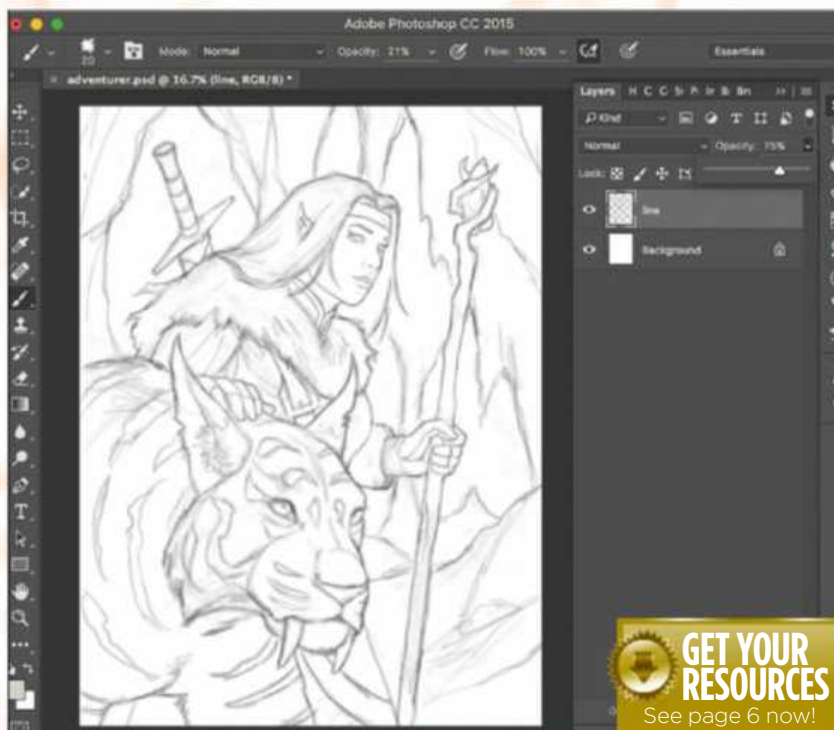 Adobe Photoshop CC 2015
20
Mode: Normal
Opacity: 21%
Flow: 100%
Essentials
adventurer.psd @ 16.7% (line, RGB/8) *
Layers
Kind
Normal
Opacity: 75%
Lock:
line
Background
GET YOUR
RESOURCES
See page 6 now!